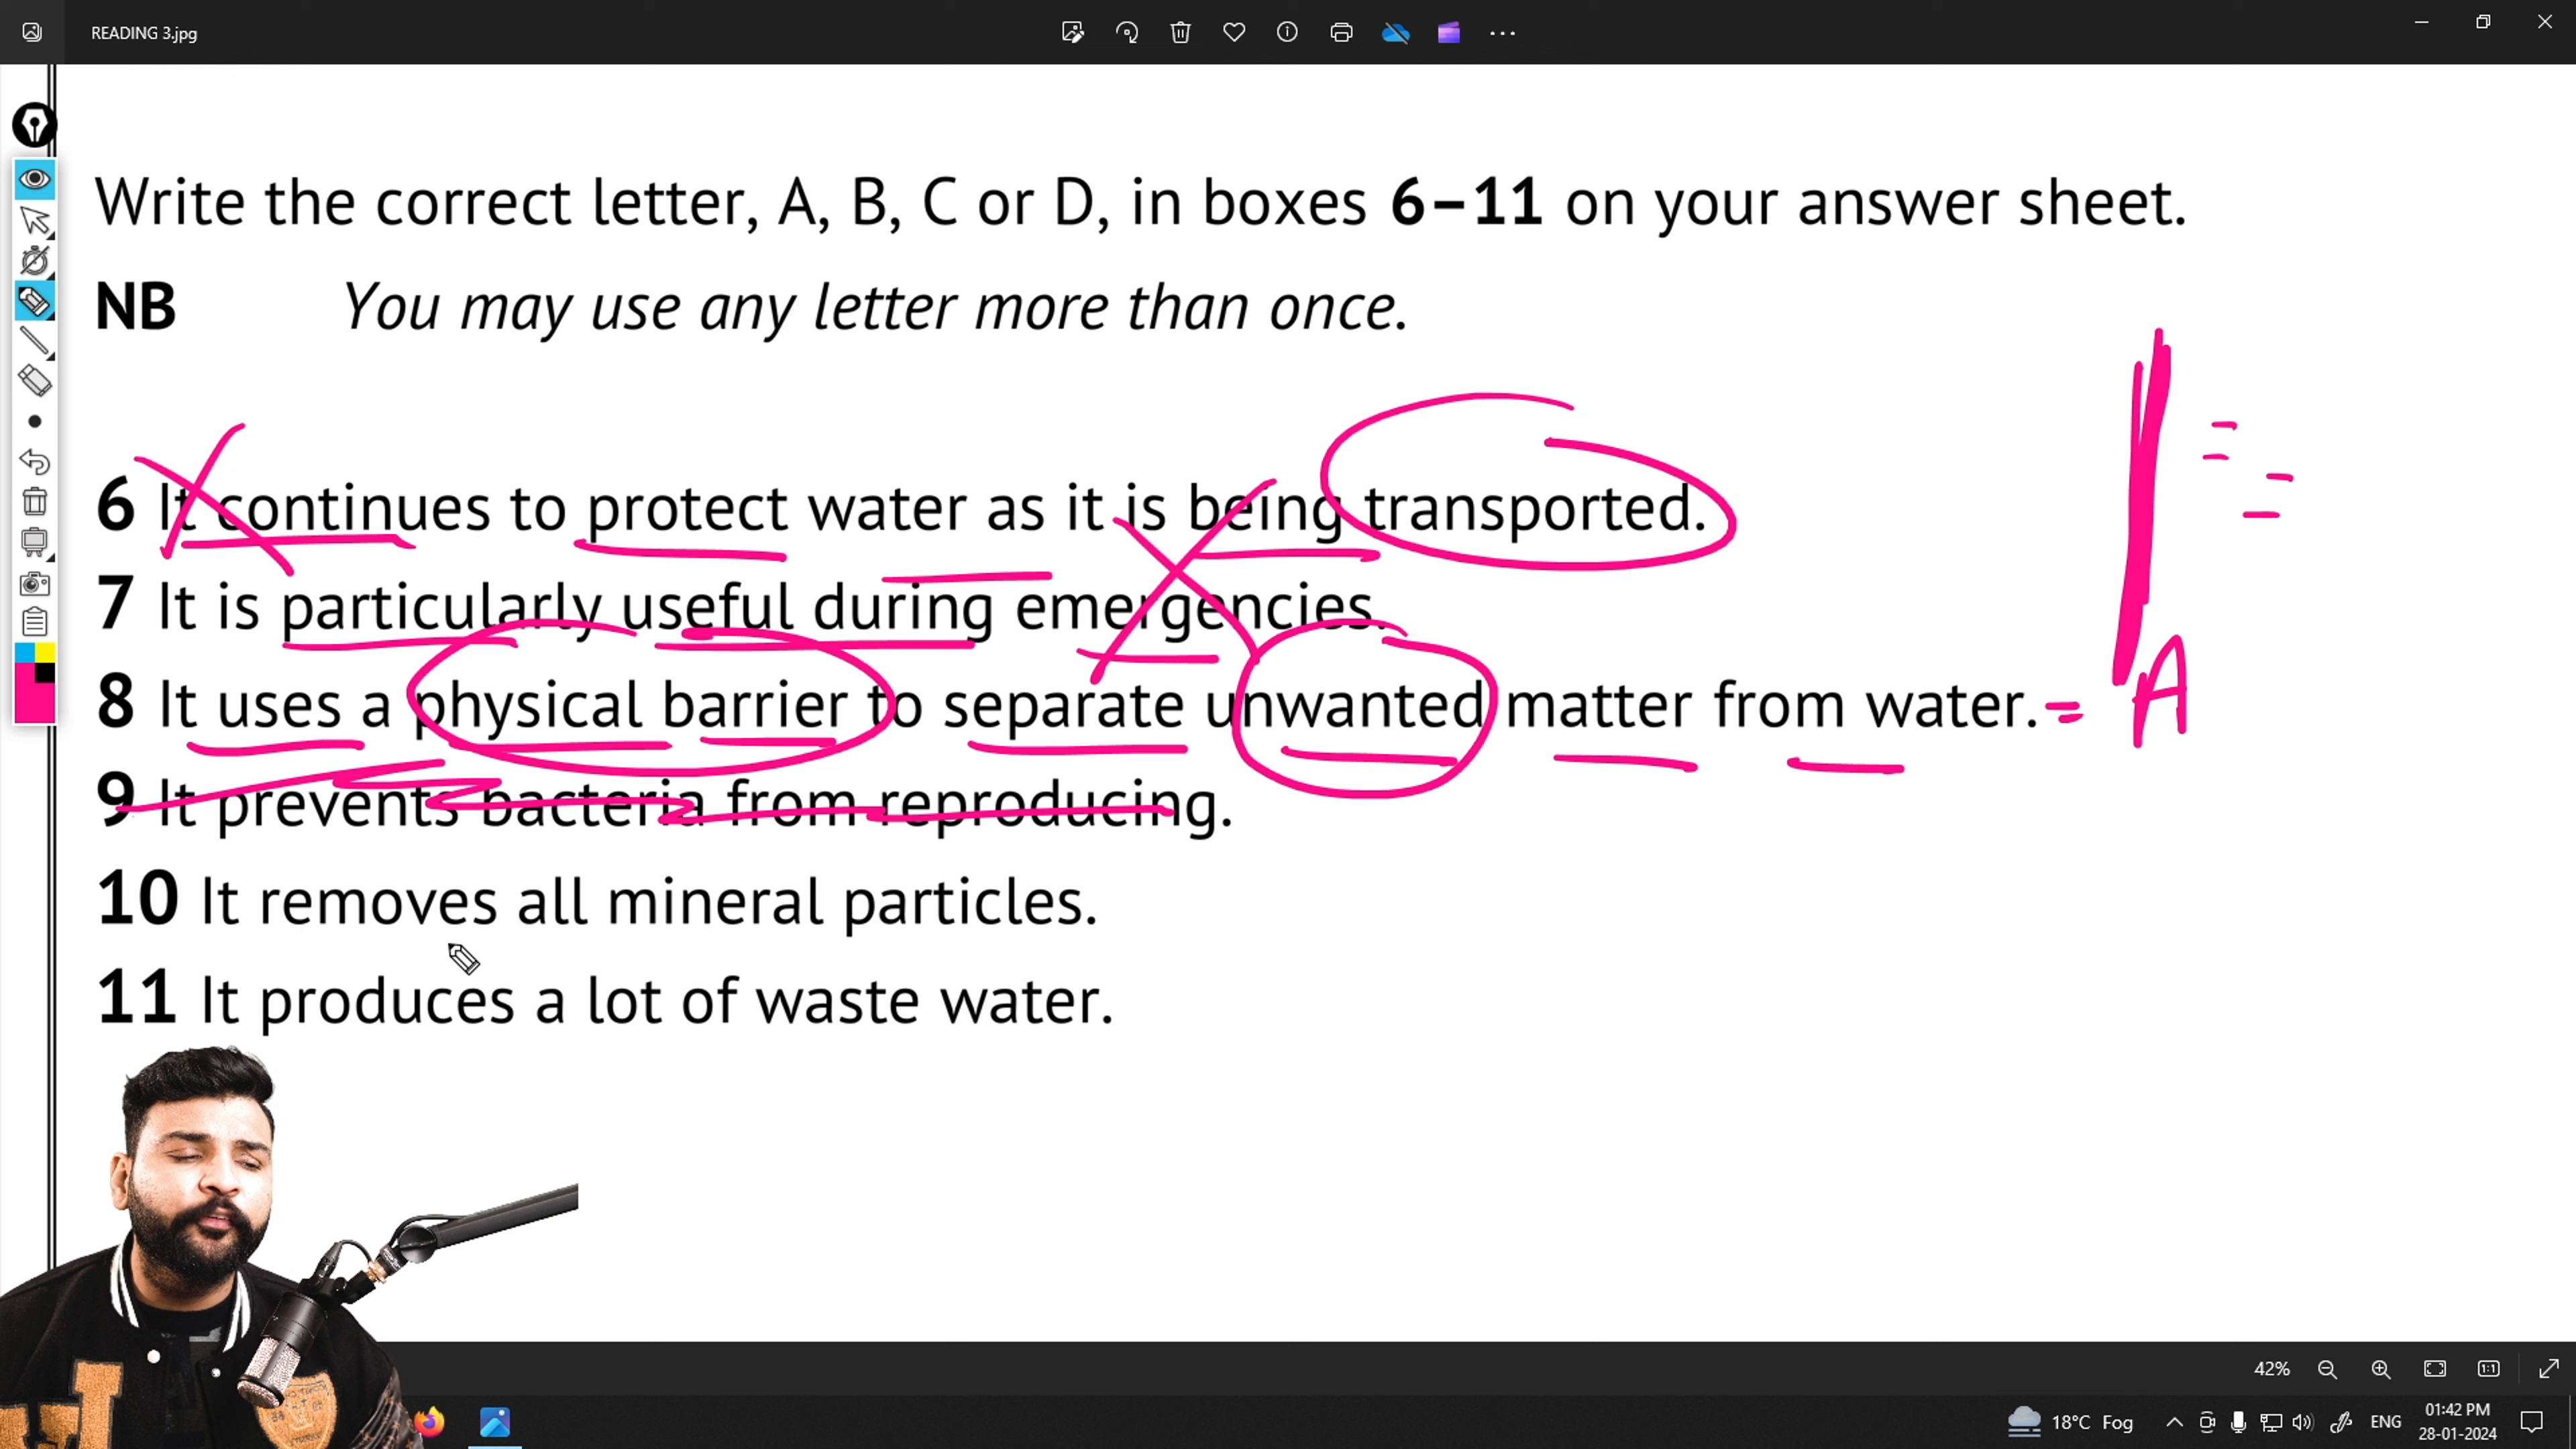 READING 3.jpg
Write the correct letter, A, B, C or D, in boxes 6–11 on your answer sheet.
NB You may use any letter more than once.
6 It continues to protect water as it is being transported.
7 It is particularly useful during emergencies.
8 It uses a physical barrier to separate unwanted matter from water. = A
9 It prevents bacteria from reproducing.
10 It removes all mineral particles.
11 It produces a lot of waste water.
42%
1:1
18°C Fog
ENG
01:42 PM
28-01-2024